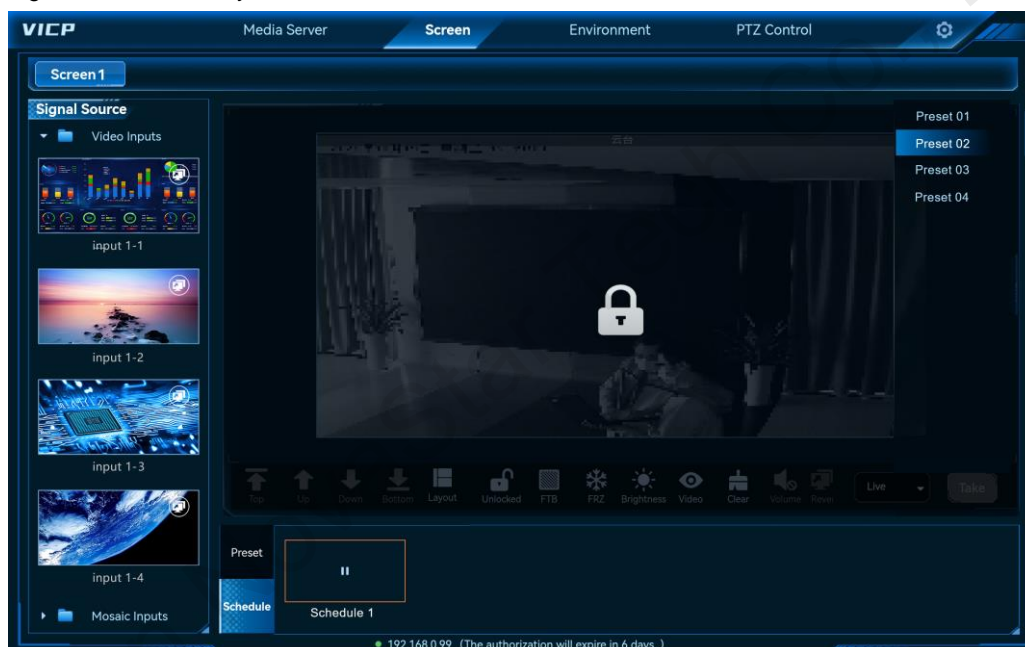 VICP
Media Server
Screen
Environment
PTZ Control
Screen 1
Signal Source
Video Inputs
input 1-1
input 1-2
input 1-3
input 1-4
Mosaic Inputs
云台
Preset 01
Preset 02
Preset 03
Preset 04
Top
Up
Down
Bottom
Layout
Unlocked
FTB
FRZ
Brightness
Video
Clear
Volume
Revei
Live
Take
Preset
Schedule
Schedule 1
192.168.0.99 (The authorization will expire in 6 days. )